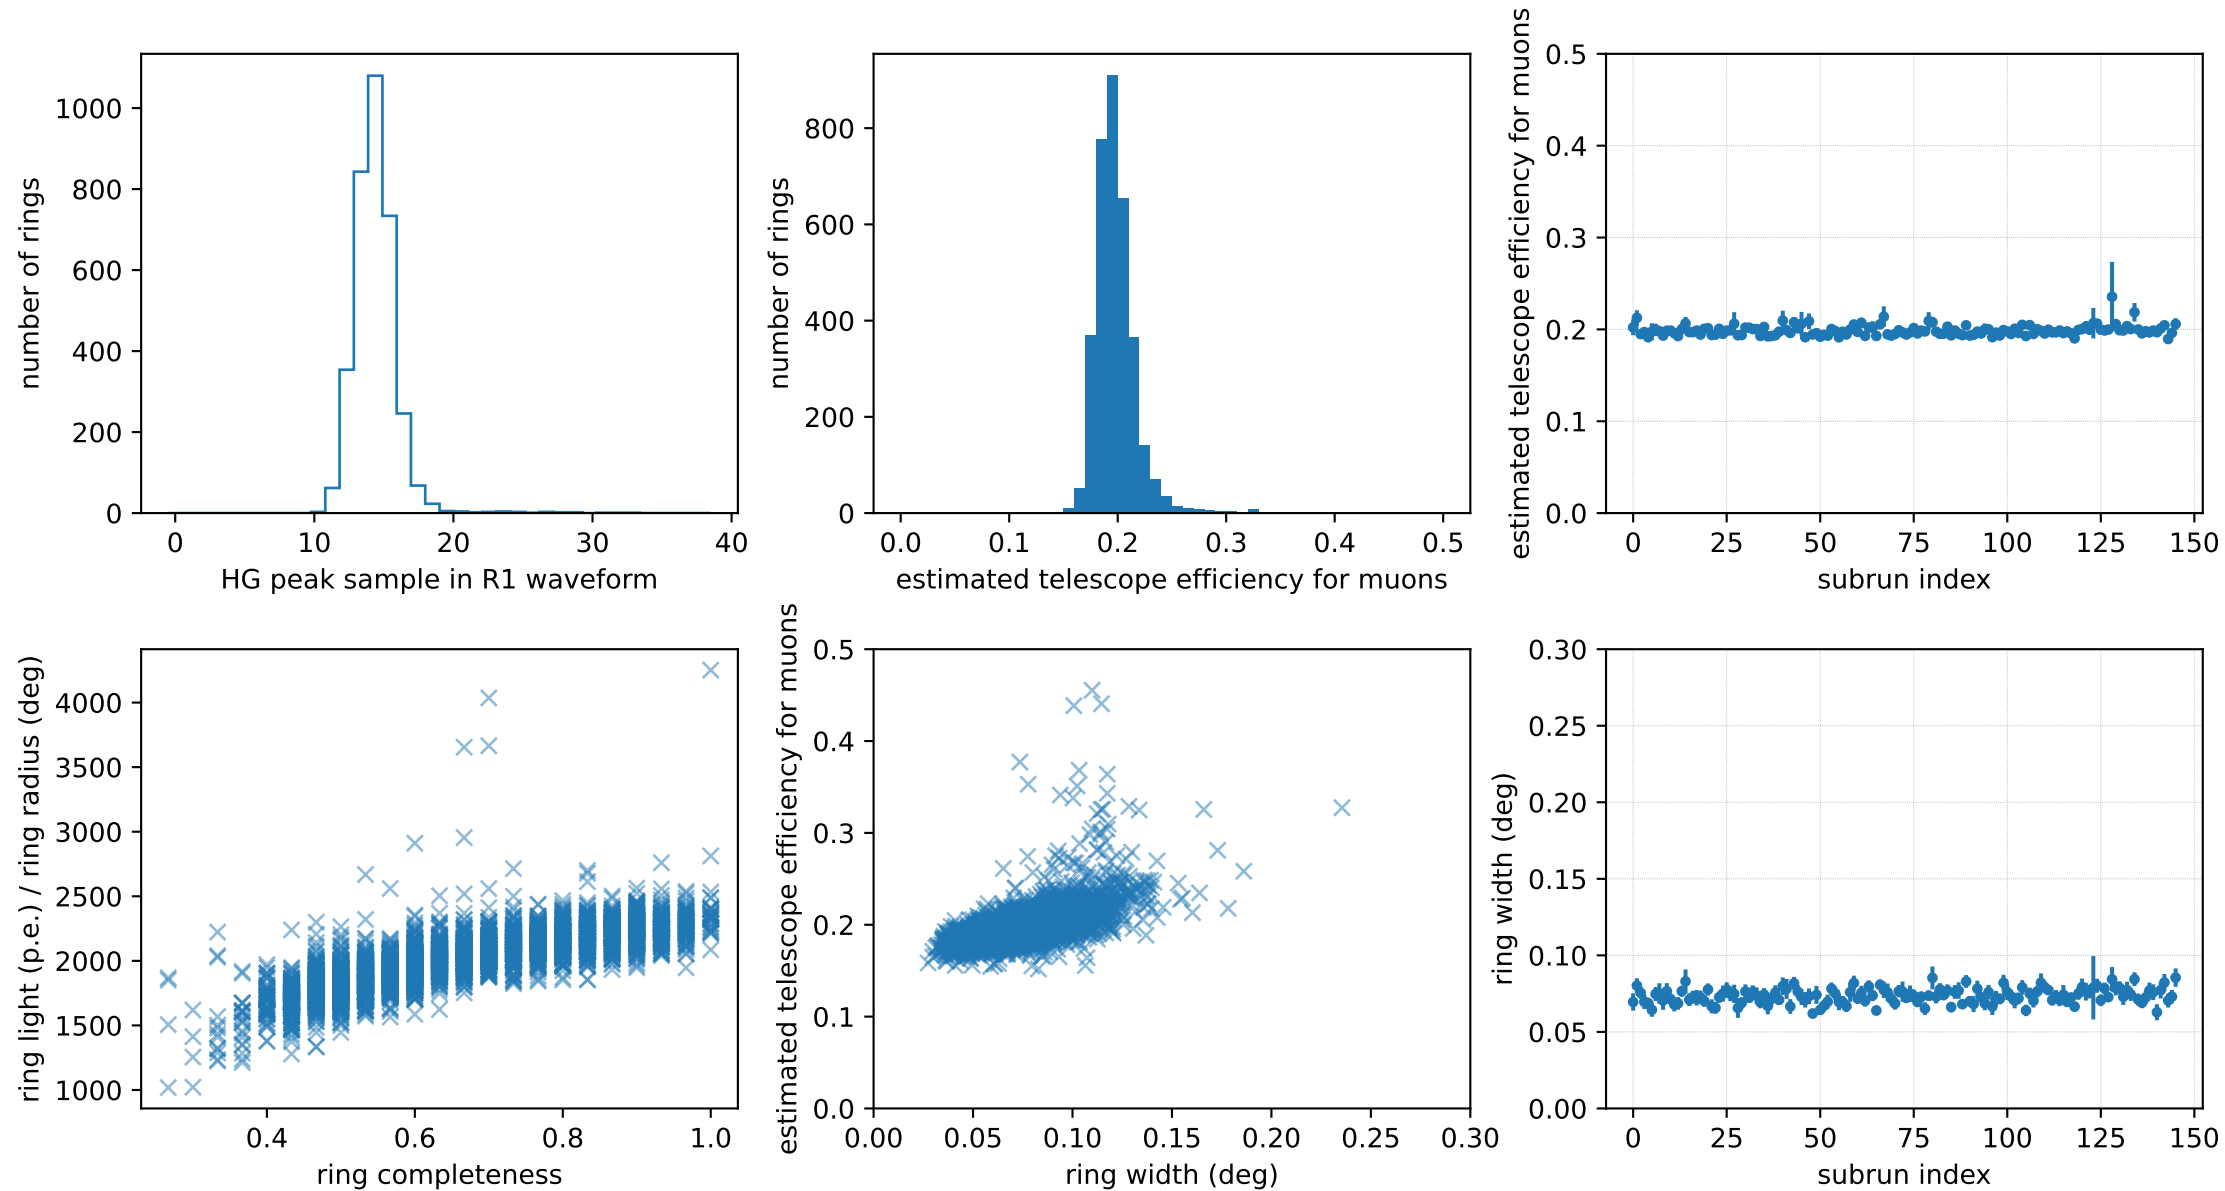 number of rings
1000
800
600
400
200
0
0 10 20 30 40
HG peak sample in R1 waveform
number of rings
800
600
400
200
0
0.0 0.1 0.2 0.3 0.4 0.5
estimated telescope efficiency for muons
estimated telescope efficiency for muons
0.5
0.4
0.3
0.2
0.1
0.0
0 25 50 75 100 125 150
subrun index
ring light (p.e.) / ring radius (deg)
4000
3500
3000
2500
2000
1500
1000
0.4 0.6 0.8 1.0
ring completeness
estimated telescope efficiency for muons
0.5
0.4
0.3
0.2
0.1
0.0
0.00 0.05 0.10 0.15 0.20 0.25 0.30
ring width (deg)
ring width (deg)
0.30
0.25
0.20
0.15
0.10
0.05
0.00
0 25 50 75 100 125 150
subrun index